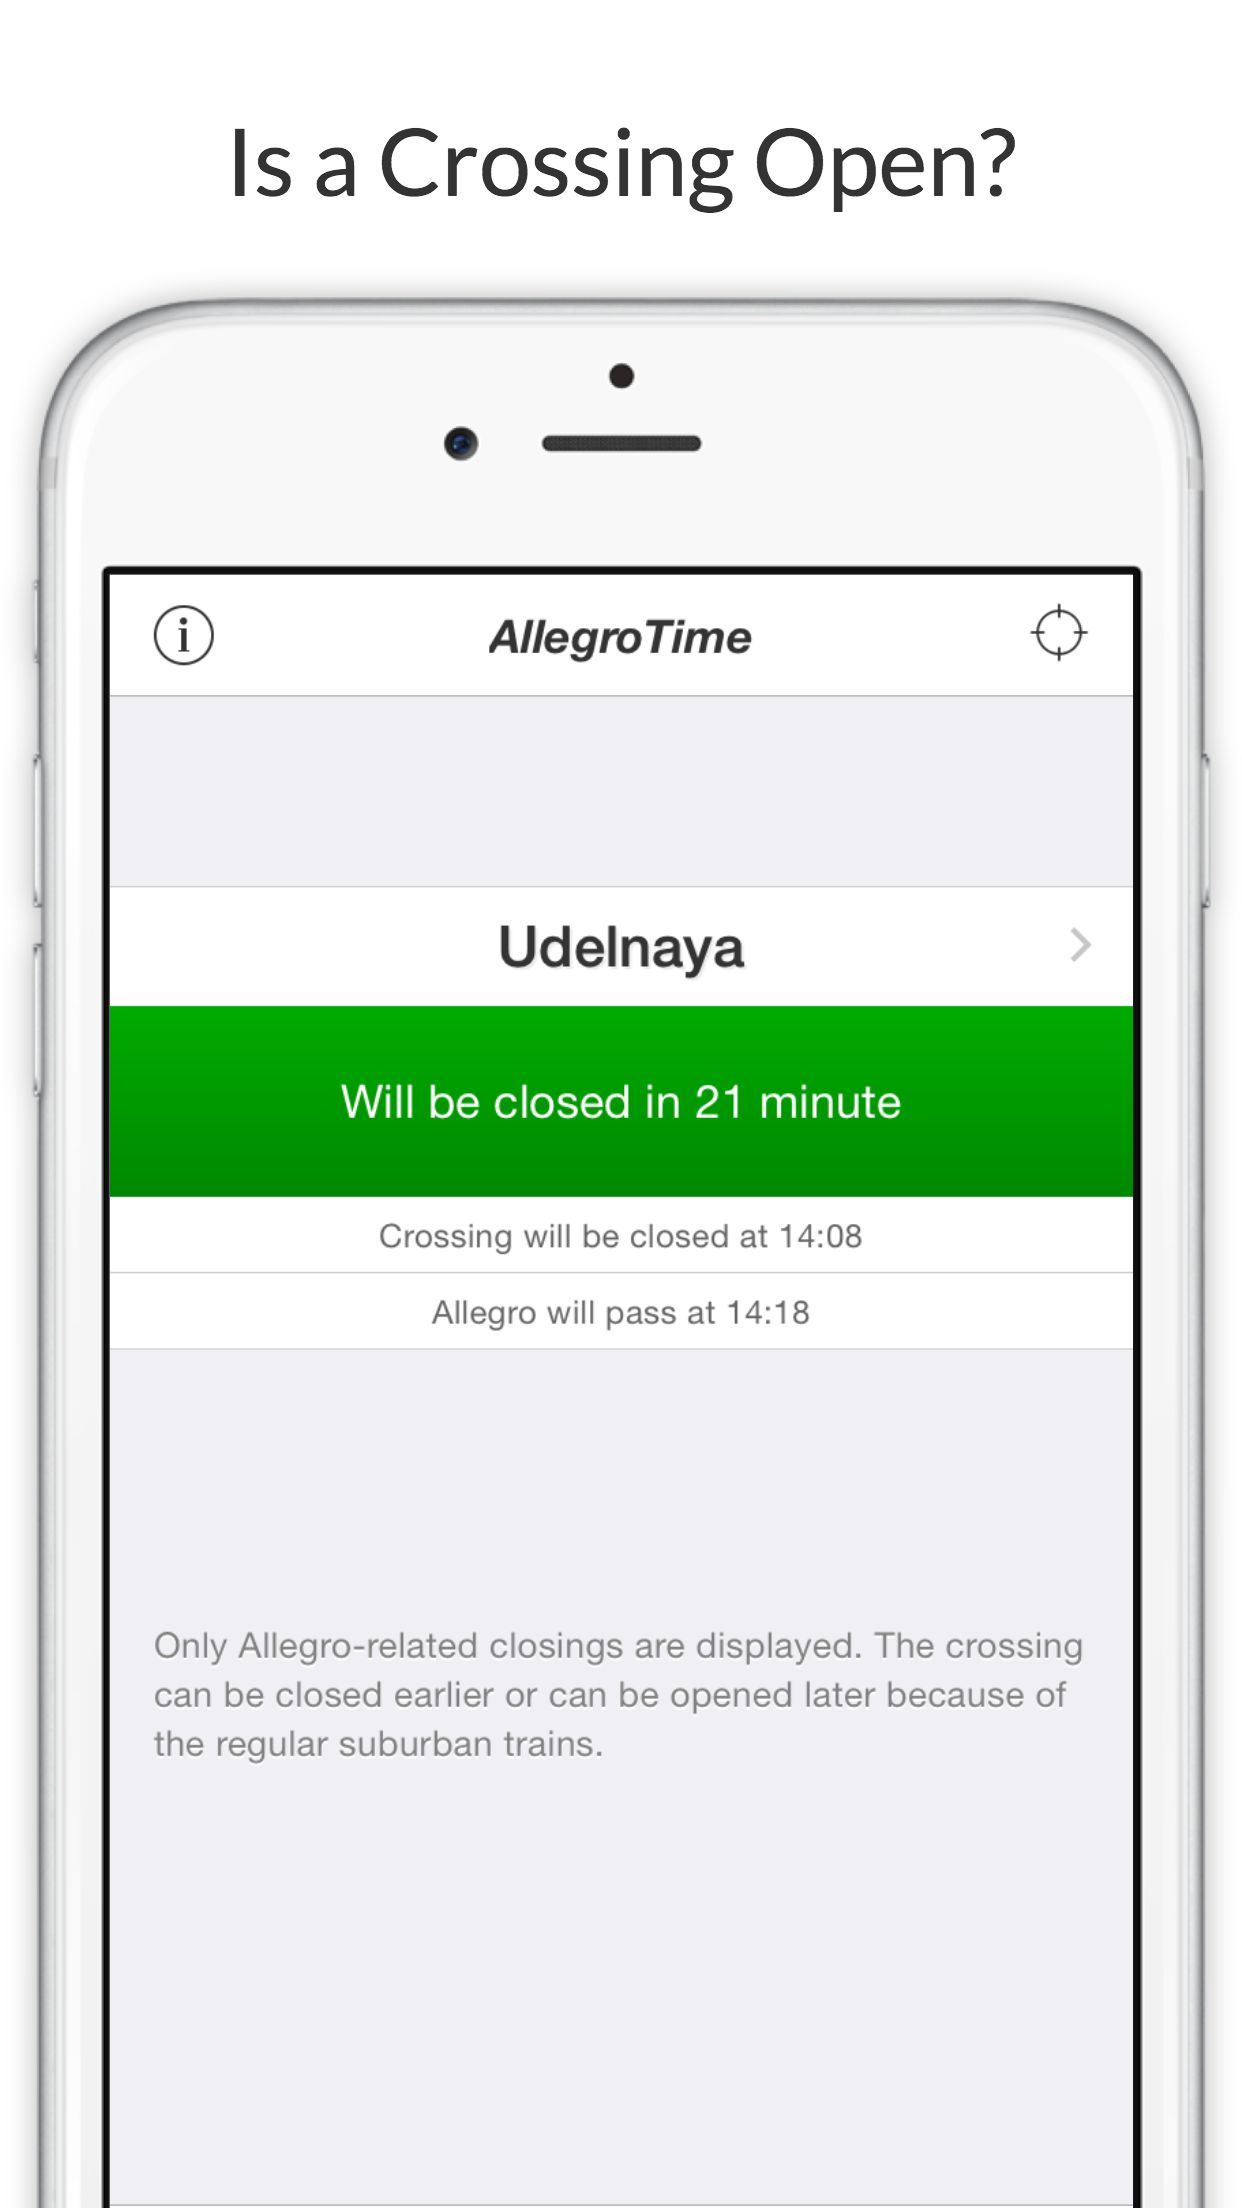 Is a Crossing Open?
i
AllegroTime
Udelnaya
Will be closed in 21 minute
Crossing will be closed at 14:08
Allegro will pass at 14:18
Only Allegro-related closings are displayed. The crossing
can be closed earlier or can be opened later because of
the regular suburban trains.